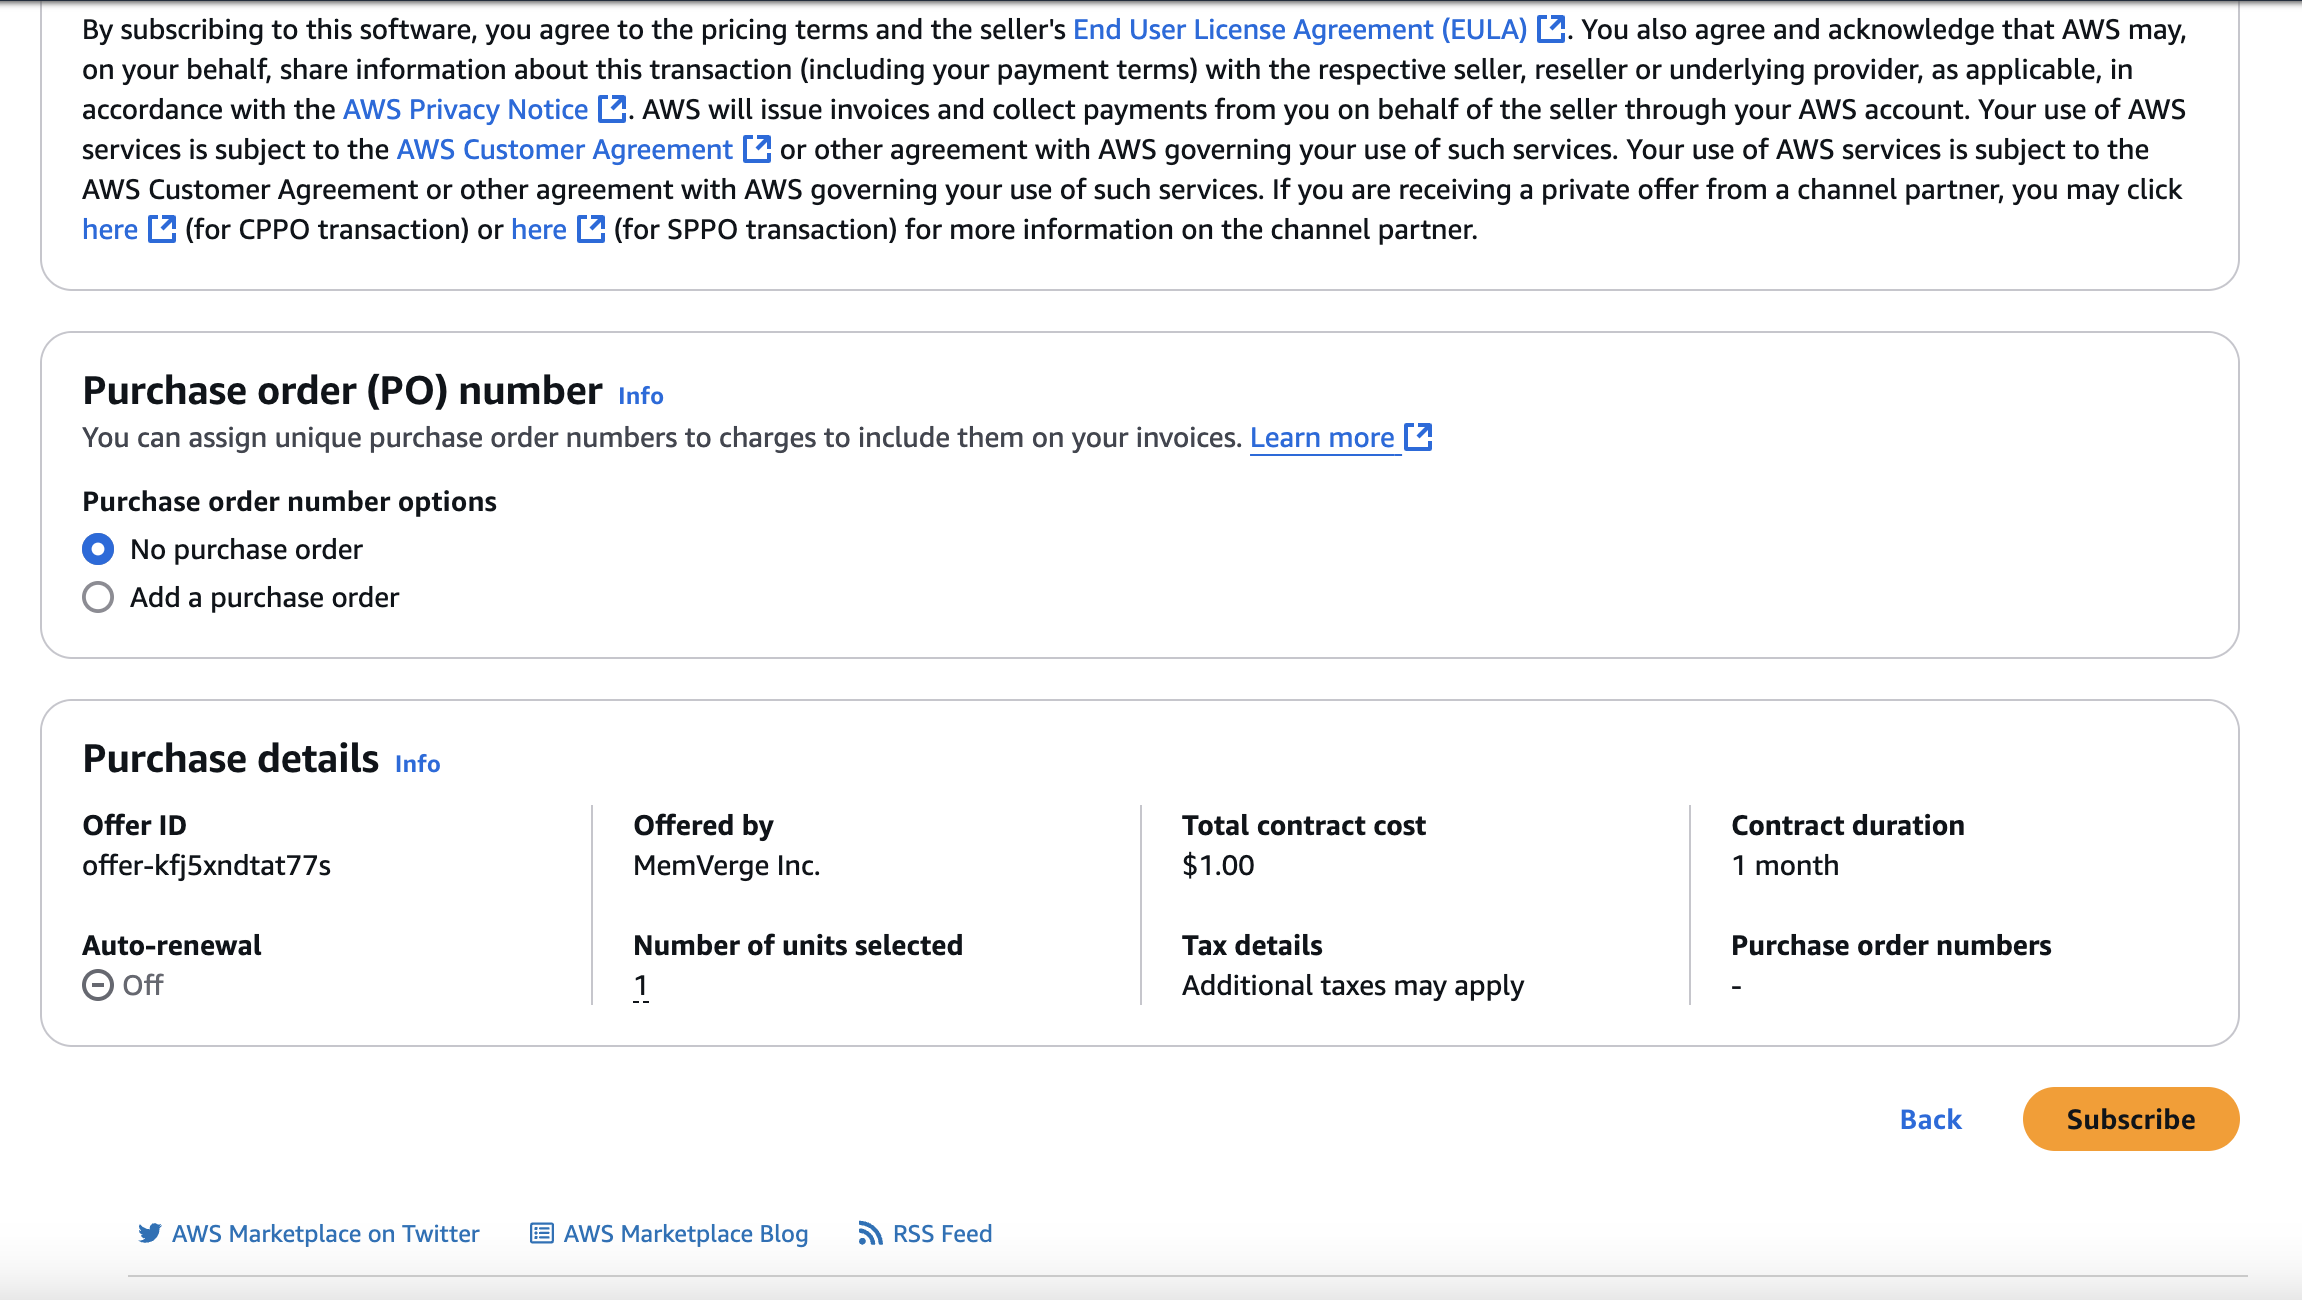 By subscribing to this software, you agree to the pricing terms and the seller's End User License Agreement (EULA). You also agree and acknowledge that AWS may,
on your behalf, share information about this transaction (including your payment terms) with the respective seller, reseller or underlying provider, as applicable, in
accordance with the AWS Privacy Notice. AWS will issue invoices and collect payments from you on behalf of the seller through your AWS account. Your use of AWS
services is subject to the AWS Customer Agreement or other agreement with AWS governing your use of such services. Your use of AWS services is subject to the
AWS Customer Agreement or other agreement with AWS governing your use of such services. If you are receiving a private offer from a channel partner, you may click
here (for CPPO transaction) or here (for SPPO transaction) for more information on the channel partner.
Purchase order (PO) number Info
You can assign unique purchase order numbers to charges to include them on your invoices. Learn more
Purchase order number options
No purchase order
Add a purchase order
Purchase details Info
Offer ID
offer-kfj5xndtat77s
Auto-renewal
Off
Offered by
MemVerge Inc.
Number of units selected
1
Total contract cost
$1.00
Tax details
Additional taxes may apply
Contract duration
1 month
Purchase order numbers
-
Back
Subscribe
AWS Marketplace on Twitter
AWS Marketplace Blog
RSS Feed